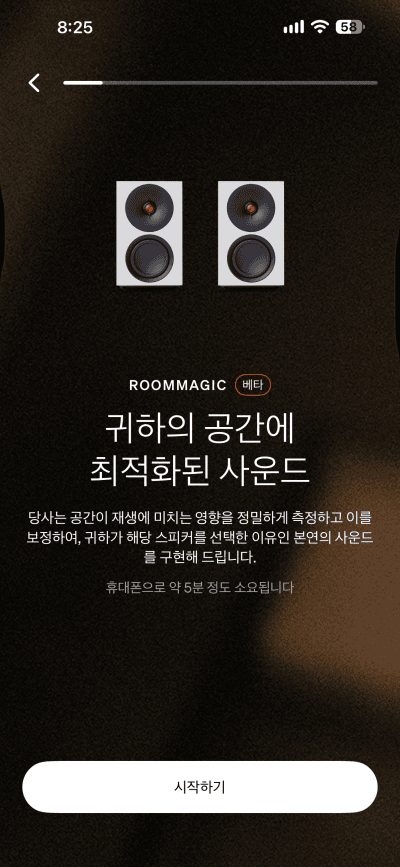 8:25
58
ROOMMAGIC 베타
귀하의 공간에
최적화된 사운드
당사는 공간이 재생에 미치는 영향을 정밀하게 측정하고 이를
보정하여, 귀하가 해당 스피커를 선택한 이유인 본연의 사운드
를 구현해 드립니다.
휴대폰으로 약 5분 정도 소요됩니다
시작하기